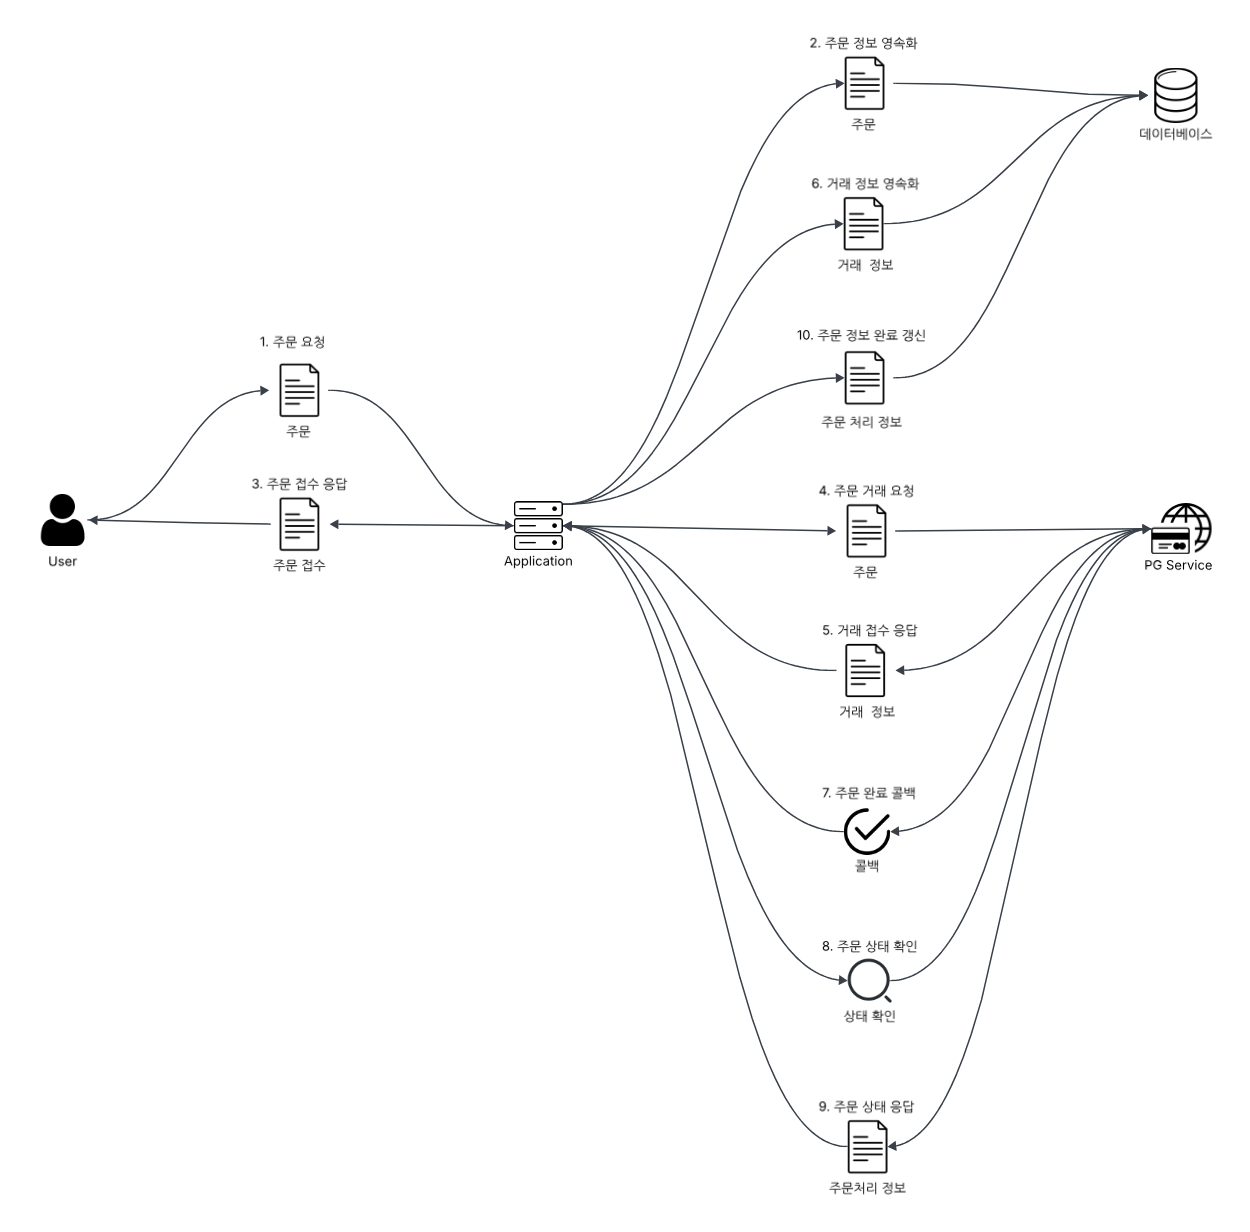 2. 주문 정보 영속화
주문
데이터베이스
6. 거래 정보 영속화
거래 정보
10. 주문 정보 완료 갱신
주문 처리 정보
1. 주문 요청
주문
3. 주문 접수 응답
주문 접수
User
Application
4. 주문 거래 요청
주문
PG Service
5. 거래 접수 응답
거래 정보
7. 주문 완료 콜백
콜백
8. 주문 상태 확인
상태 확인
9. 주문 상태 응답
주문처리 정보